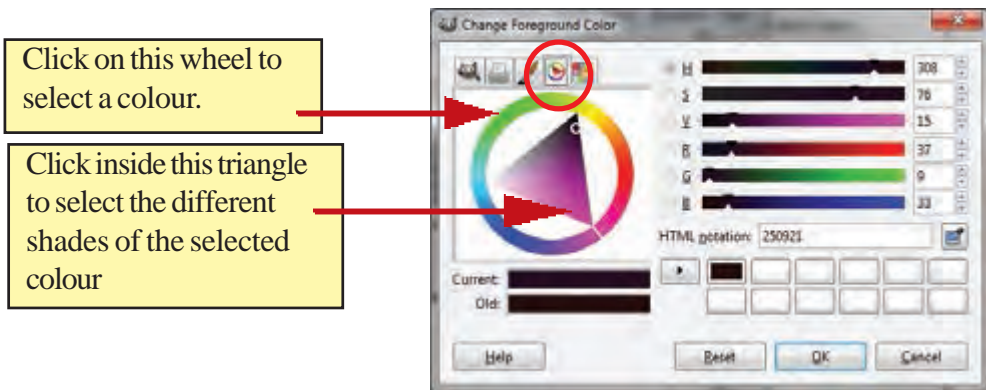 Change Foreground Color
Click on this wheel to
select a colour.
Click inside this triangle
to select the different
shades of the selected
colour
H 308
S 76
V 15
R 37
G 9
B 33
HTML notation: 250921
Current:
Old:
Help Reset OK Cancel